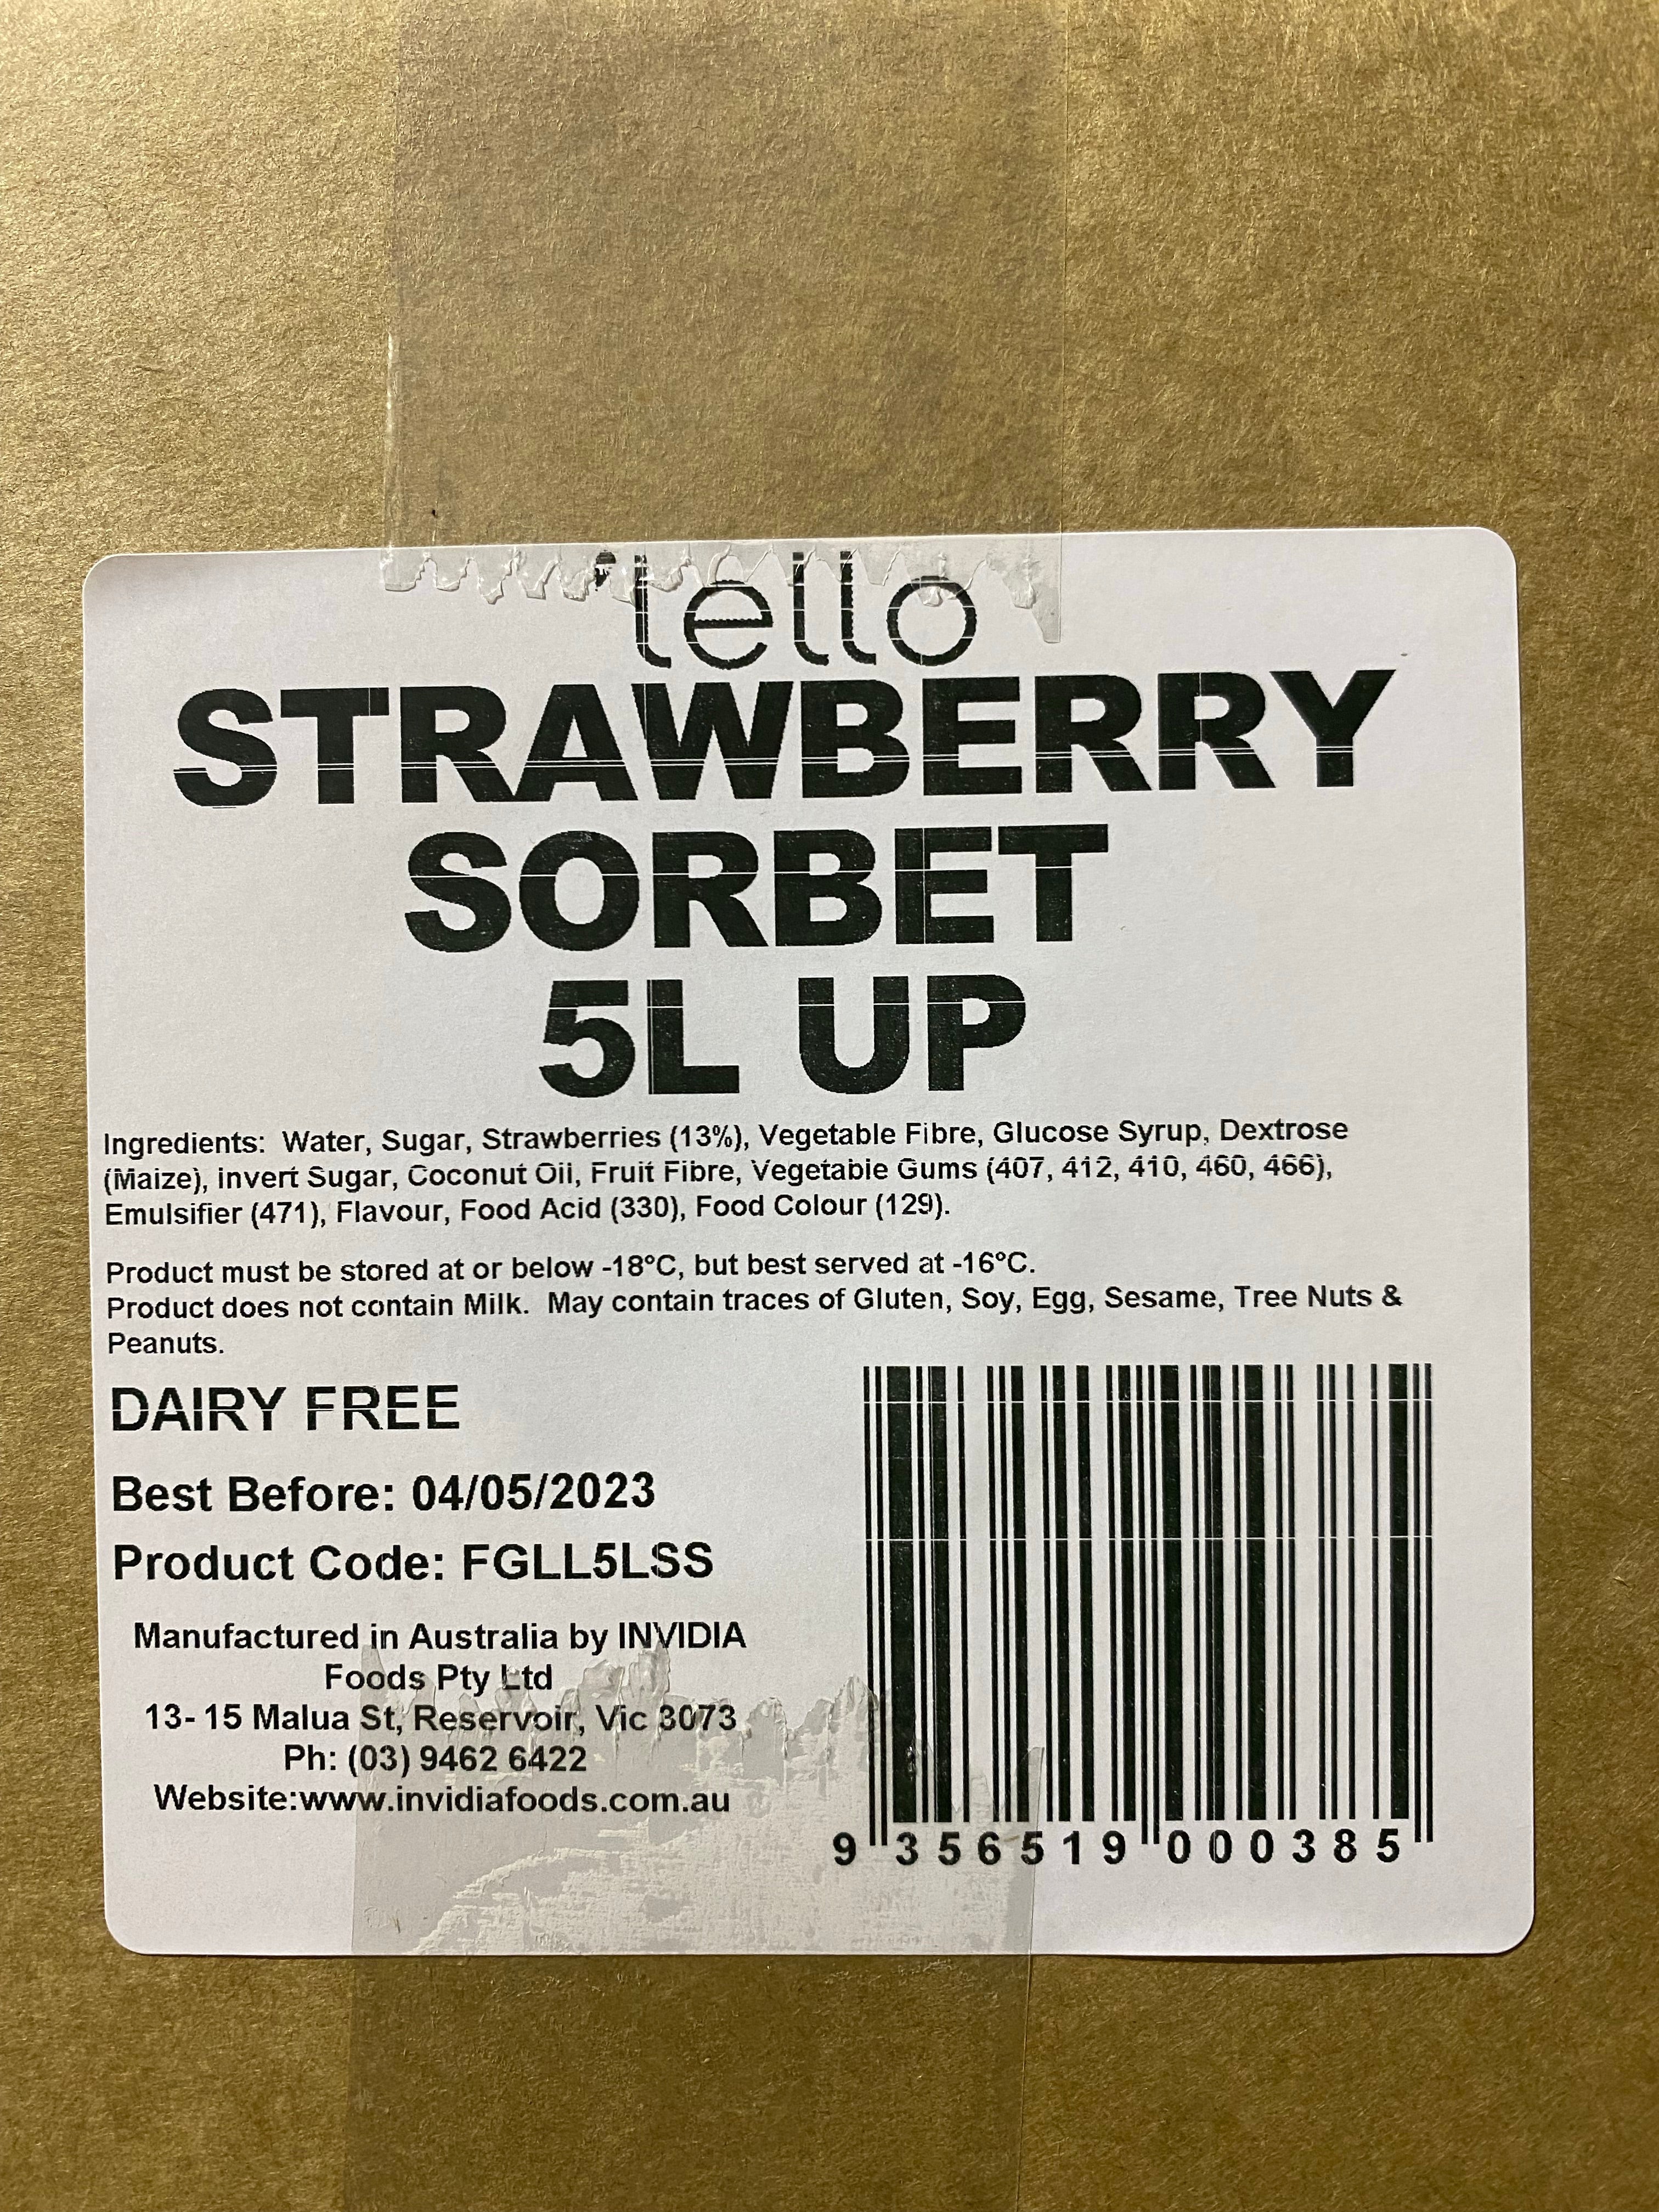 tello
STRAWBERRY
SORBET
5L UP
Ingredients:  Water, Sugar, Strawberries (13%), Vegetable Fibre, Glucose Syrup, Dextrose
(Maize), invert Sugar, Coconut Oil, Fruit Fibre, Vegetable Gums (407, 412, 410, 460, 466),
Emulsifier (471), Flavour, Food Acid (330), Food Colour (129).
Product must be stored at or below -18°C, but best served at -16°C.
Product does not contain Milk.  May contain traces of Gluten, Soy, Egg, Sesame, Tree Nuts &
Peanuts.
DAIRY FREE
Best Before: 04/05/2023
Product Code: FGLL5LSS
Manufactured in Australia by INVIDIA
Foods Pty Ltd
13- 15 Malua St, Reservoir, Vic 3073
Ph: (03) 9462 6422
Website:www.invidiafoods.com.au
9 356519 000385